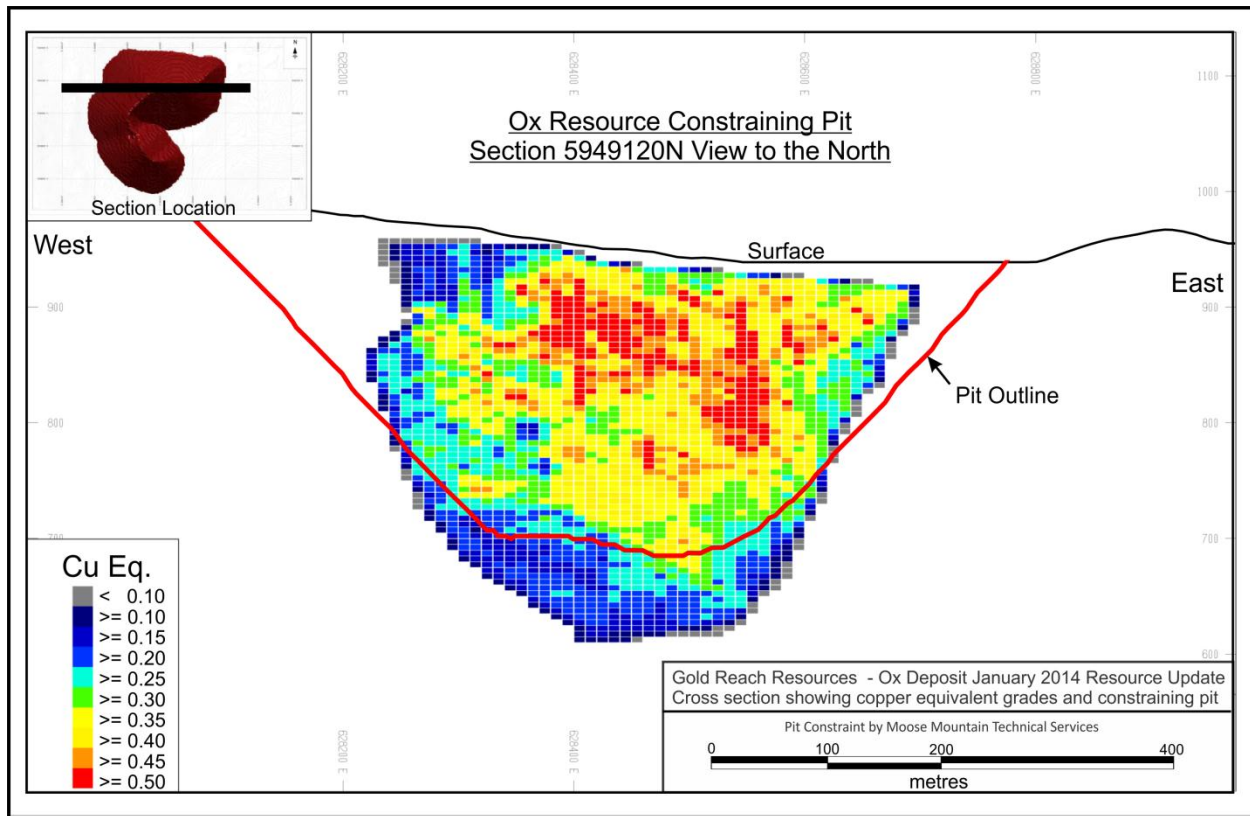 628200 E
628400 E
628600 E
628800 E
1100
1000
Section Location
Ox Resource Constraining Pit
Section 5949120N View to the North
West
Surface
East
900
900
Pit Outline
800
800
700
700
600
Cu Eq.
< 0.10
>= 0.10
>= 0.15
>= 0.20
>= 0.25
>= 0.30
>= 0.35
>= 0.40
>= 0.45
>= 0.50
628200 E
628400 E
Gold Reach Resources - Ox Deposit January 2014 Resource Update
Cross section showing copper equivalent grades and constraining pit
Pit Constraint by Moose Mountain Technical Services
0 100 200 400
metres